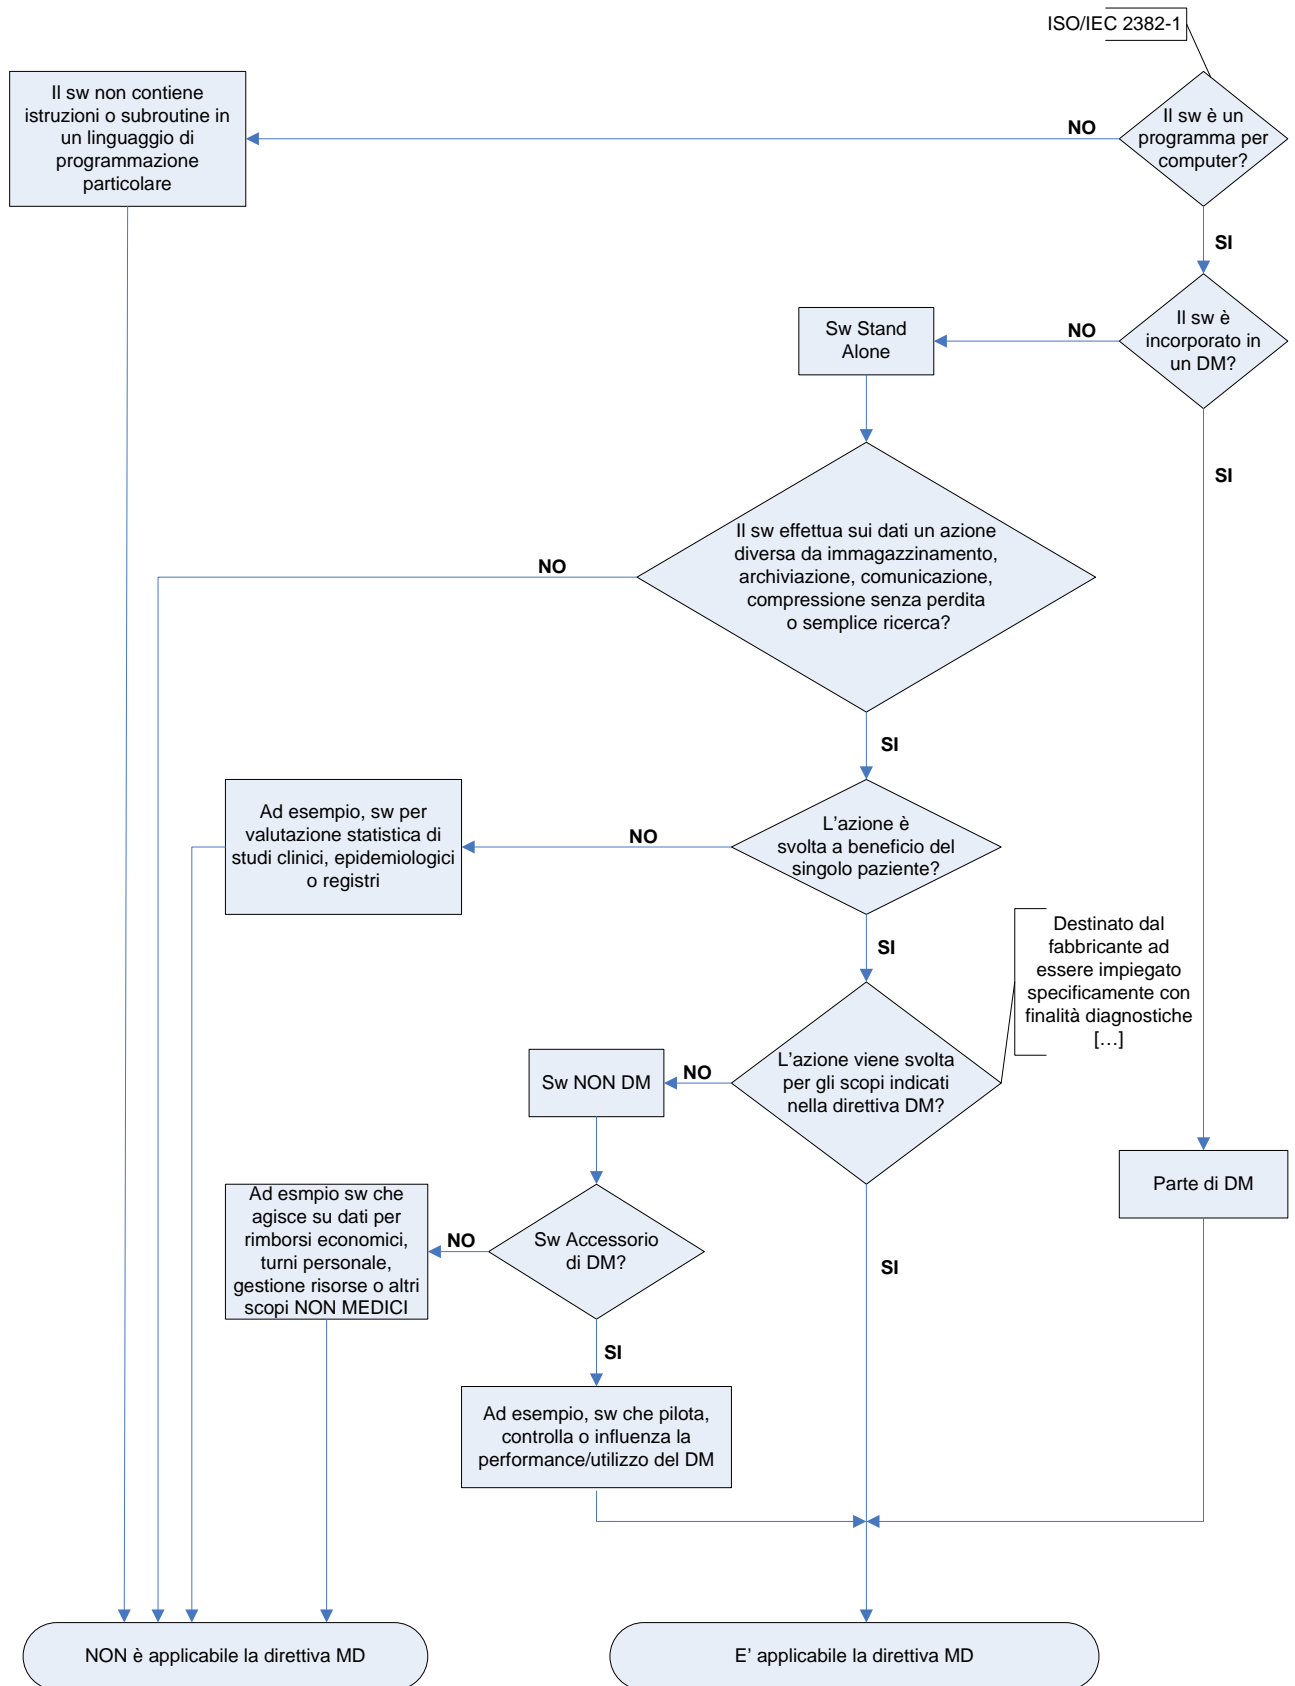 ISO/IEC 2382-1
Il sw non contiene
istruzioni o subroutine in
un linguaggio di
programmazione
particolare
NO
Il sw è un
programma per
computer?
SI
Sw Stand
Alone
NO
Il sw è
incorporato in
un DM?
SI
Il sw effettua sui dati un azione
diversa da immagazzinamento,
archiviazione, comunicazione,
compressione senza perdita
o semplice ricerca?
NO
SI
Ad esempio, sw per
valutazione statistica di
studi clinici, epidemiologici
o registri
NO
L'azione è
svolta a beneficio del
singolo paziente?
SI
Destinato dal
fabbricante ad
essere impiegato
specificamente con
finalità diagnostiche
[…]
Sw NON DM
NO
L'azione viene svolta
per gli scopi indicati
nella direttiva DM?
SI
Parte di DM
Ad esmpio sw che
agisce su dati per
rimborsi economici,
turni personale,
gestione risorse o altri
scopi NON MEDICI
NO
Sw Accessorio
di DM?
SI
Ad esempio, sw che pilota,
controlla o influenza la
performance/utilizzo del DM
NON è applicabile la direttiva MD
E' applicabile la direttiva MD